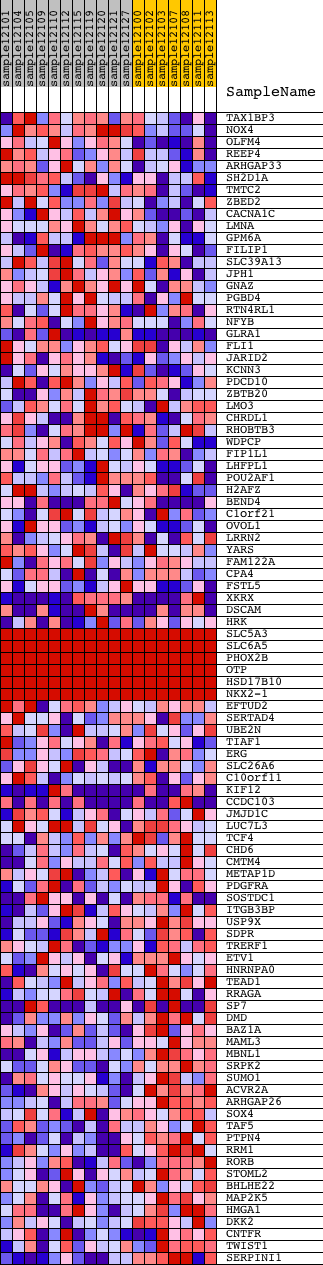 sample12101
sample12104
sample12105
sample12109
sample12110
sample12112
sample12115
sample12119
sample12120
sample12121
sample12127
sample12100
sample12102
sample12103
sample12107
sample12108
sample12111
sample12113
SampleName
TAX1BP3
NOX4
OLFM4
REEP4
ARHGAP33
SH2D1A
TMTC2
ZBED2
CACNA1C
LMNA
GPM6A
FILIP1
SLC39A13
JPH1
GNAZ
PGBD4
RTN4RL1
NFYB
GLRA1
FLI1
JARID2
KCNN3
PDCD10
ZBTB20
LMO3
CHRDL1
RHOBTB3
WDPCP
FIP1L1
LHFPL1
POU2AF1
H2AFZ
BEND4
C1orf21
OVOL1
LRRN2
YARS
FAM122A
CPA4
FSTL5
XKRX
DSCAM
HRK
SLC5A3
SLC6A5
PHOX2B
OTP
HSD17B10
NKX2-1
EFTUD2
SERTAD4
UBE2N
TIAF1
ERG
SLC26A6
C10orf11
KIF12
CCDC103
JMJD1C
LUC7L3
TCF4
CHD6
CMTM4
METAP1D
PDGFRA
SOSTDC1
ITGB3BP
USP9X
SDPR
TRERF1
ETV1
HNRNPA0
TEAD1
RRAGA
SP7
DMD
BAZ1A
MAML3
MBNL1
SRPK2
SUMO1
ACVR2A
ARHGAP26
SOX4
TAF5
PTPN4
RRM1
RORB
STOML2
BHLHE22
MAP2K5
HMGA1
DKK2
CNTFR
TWIST1
SERPINI1